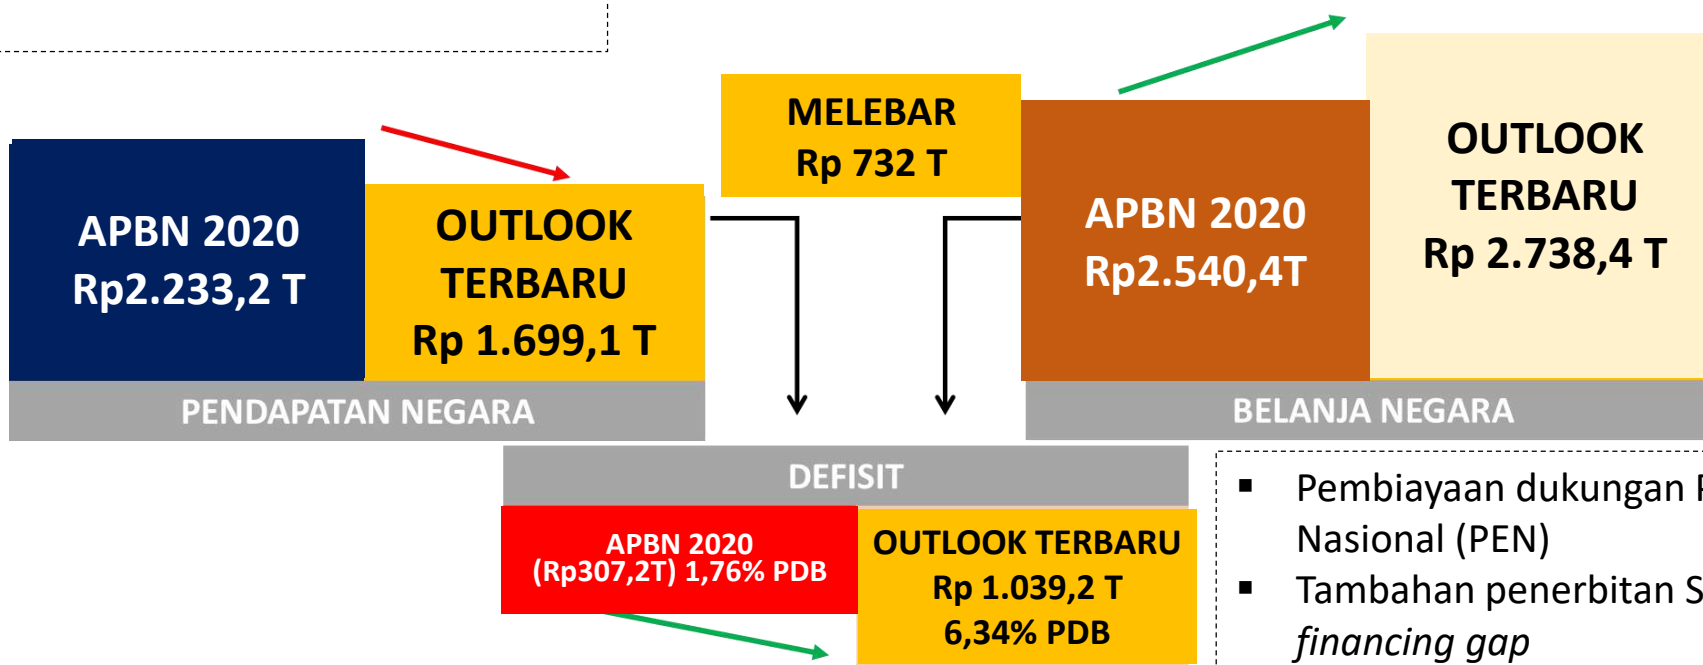 MELEBAR
Rp 732 T
APBN 2020
Rp2.233,2 T
OUTLOOK
TERBARU
Rp 1.699,1 T
PENDAPATAN NEGARA
APBN 2020
Rp2.540,4T
OUTLOOK
TERBARU
Rp 2.738,4 T
BELANJA NEGARA
DEFISIT
APBN 2020
(Rp307,2T) 1,76% PDB
OUTLOOK TERBARU
Rp 1.039,2 T
6,34% PDB
▪ Pembiayaan dukungan
Nasional (PEN)
▪ Tambahan penerbitan
financing gap